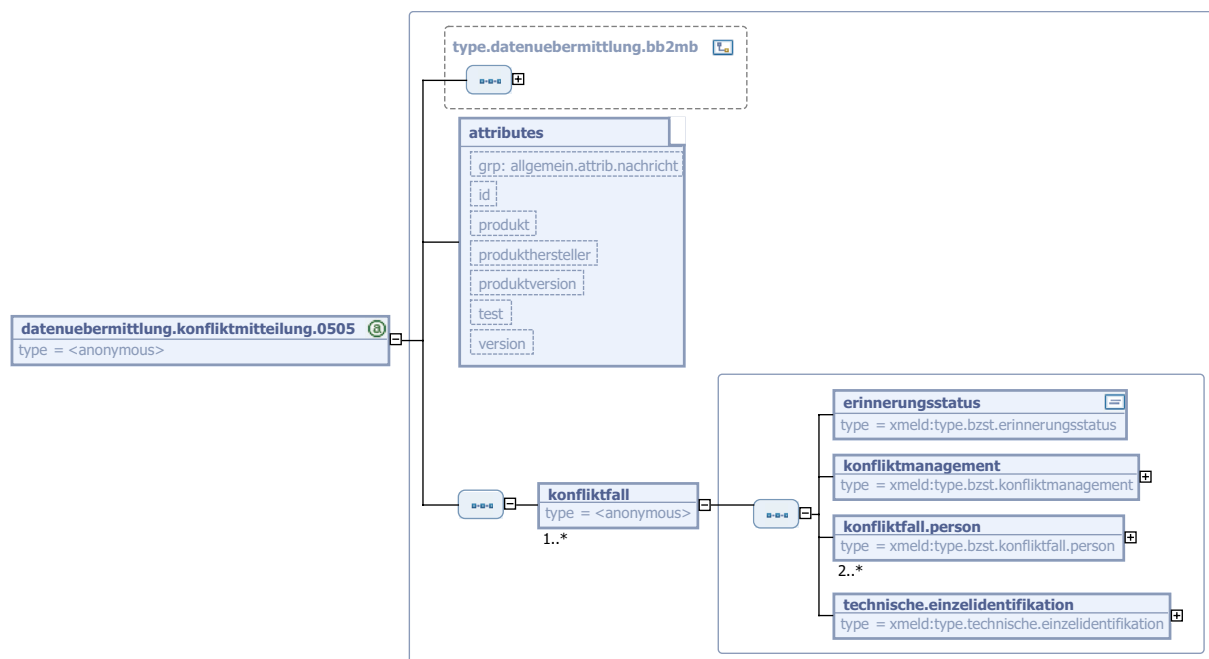 type.datenuebermittlung.bb2mb
attributes
grp: allgemein.attrib.nachricht
id
produkt
produkthersteller
produktversion
test
version
datenuebermittlung.konfliktmitteilung.0505
type = <anonymous>
konfliktfall
type = <anonymous>
1..*
erinnerungsstatus
type = xmeld:type.bzst.erinnerungsstatus
konfliktmanagement
type = xmeld:type.bzst.konfliktmanagement
konfliktfall.person
type = xmeld:type.bzst.konfliktfall.person
2..*
technische.einzelidentifikation
type = xmeld:type.technische.einzelidentifikation